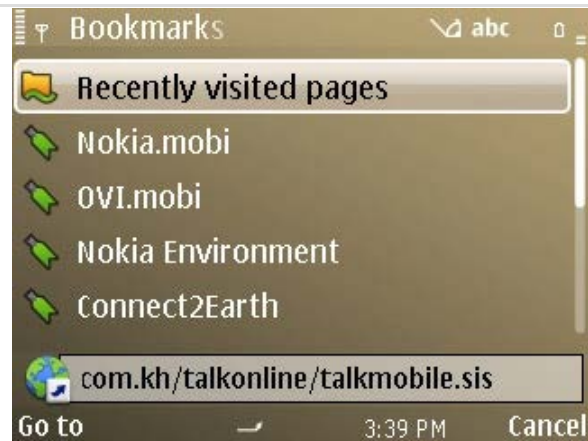 Bookmarks abc
Recently visited pages
Nokia.mobi
OVI.mobi
Nokia Environment
Connect2Earth
com.kh/talkonline/talkmobile.sis
Go to 3:39 PM Cancel